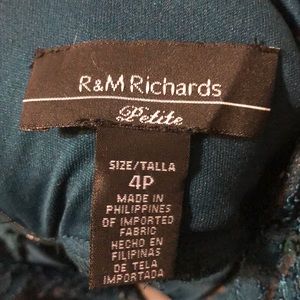 R&M Richards
Petite
SIZE/TALLA
4P
MADE IN
PHILIPPINES
OF IMPORTED
FABRIC
HECHO EN
FILIPINAS
DE TELA
IMPORTADA